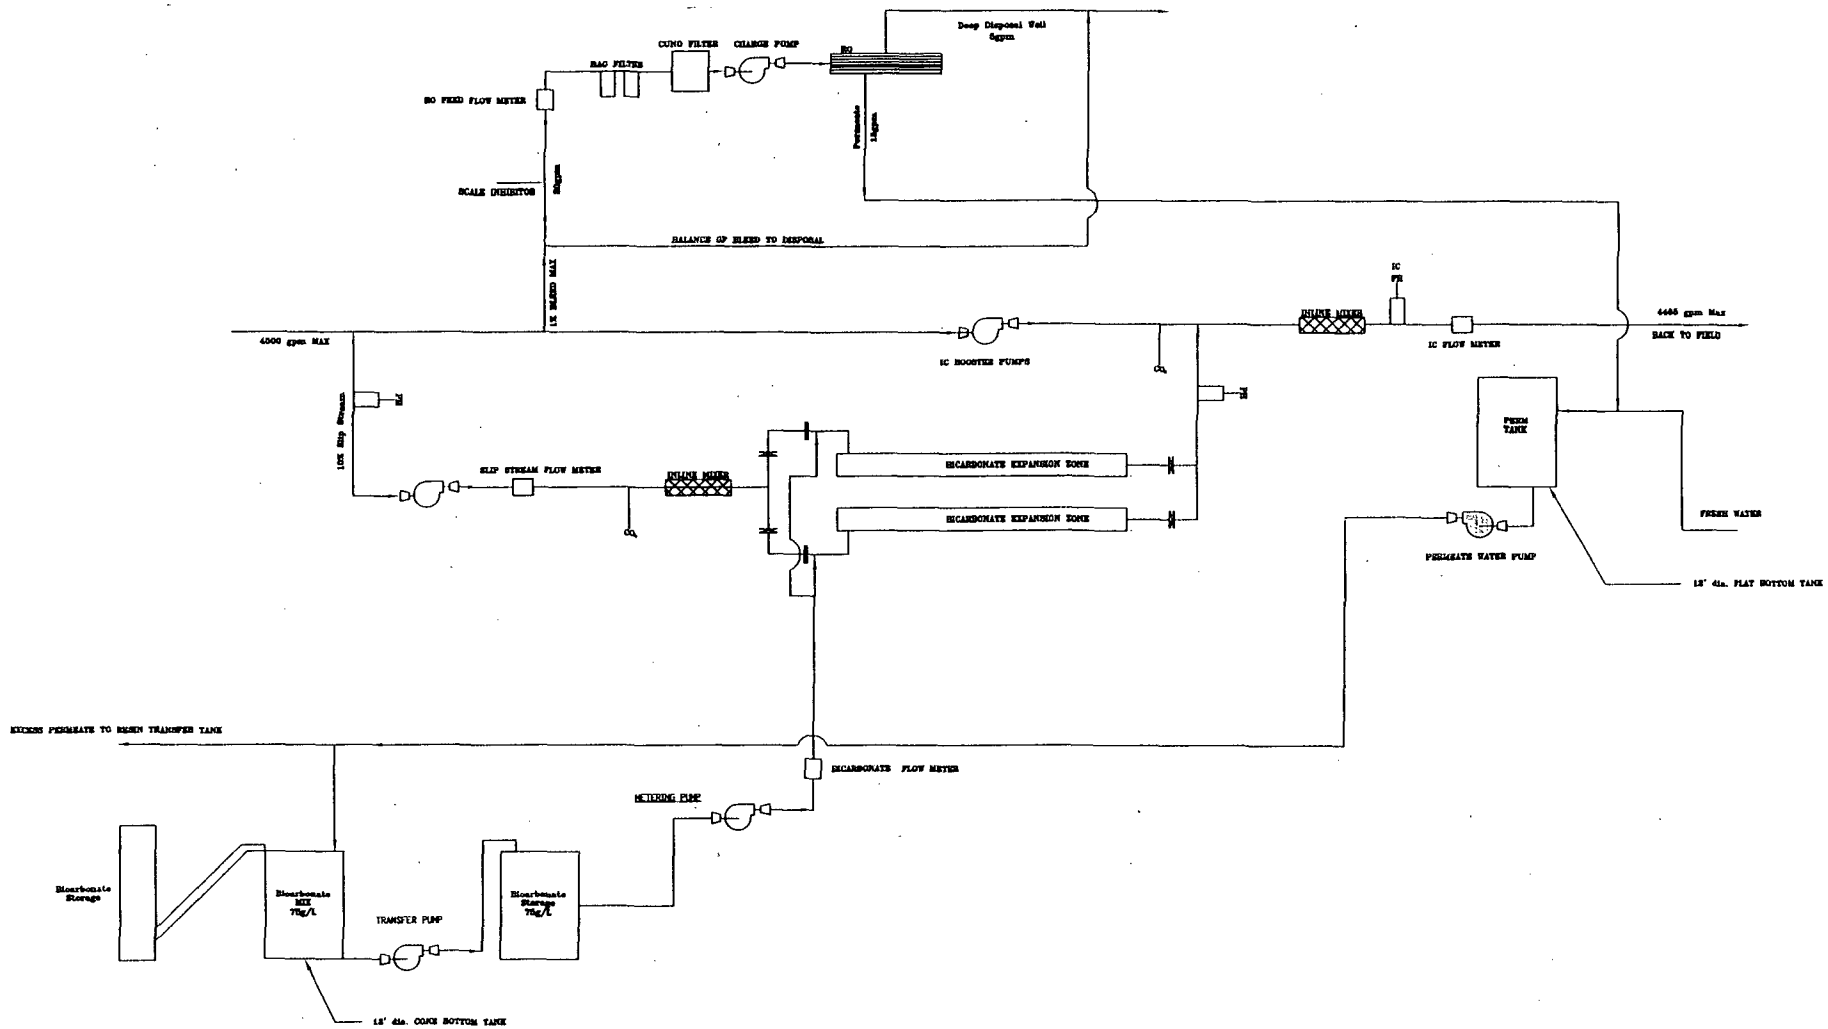 Deep Disposal Well
5gpm
CUNO FILTER
CHARGE PUMP
RO
BAG FILTER
RO FEED FLOW METER
Permeate
15gpm
SCALE INHIBITOR
20gpm
BALANCE OF BLEED TO DISPOSAL
1% BLEED MAX
IC
PH
INLINE MIXER
4500 gpm MAX
4455 gpm Max
BACK TO FIELD
IC BOOSTER PUMPS
IC FLOW METER
CO₂
PH
PH
10% Slip Stream
PERM
TANK
SLIP STREAM FLOW METER
INLINE MIXER
BICARBONATE EXPANSION ZONE
BICARBONATE EXPANSION ZONE
CO₂
FRESH WATER
PERMEATE WATER PUMP
12' dia. FLAT BOTTOM TANK
EXCESS PERMEATE TO RESIN TRANSFER TANK
BICARBONATE FLOW METER
METERING PUMP
Bicarbonate
Storage
Bicarbonate
MIX
75g/L
TRANSFER PUMP
Bicarbonate
Storage
75g/L
12' dia. CONE BOTTOM TANK